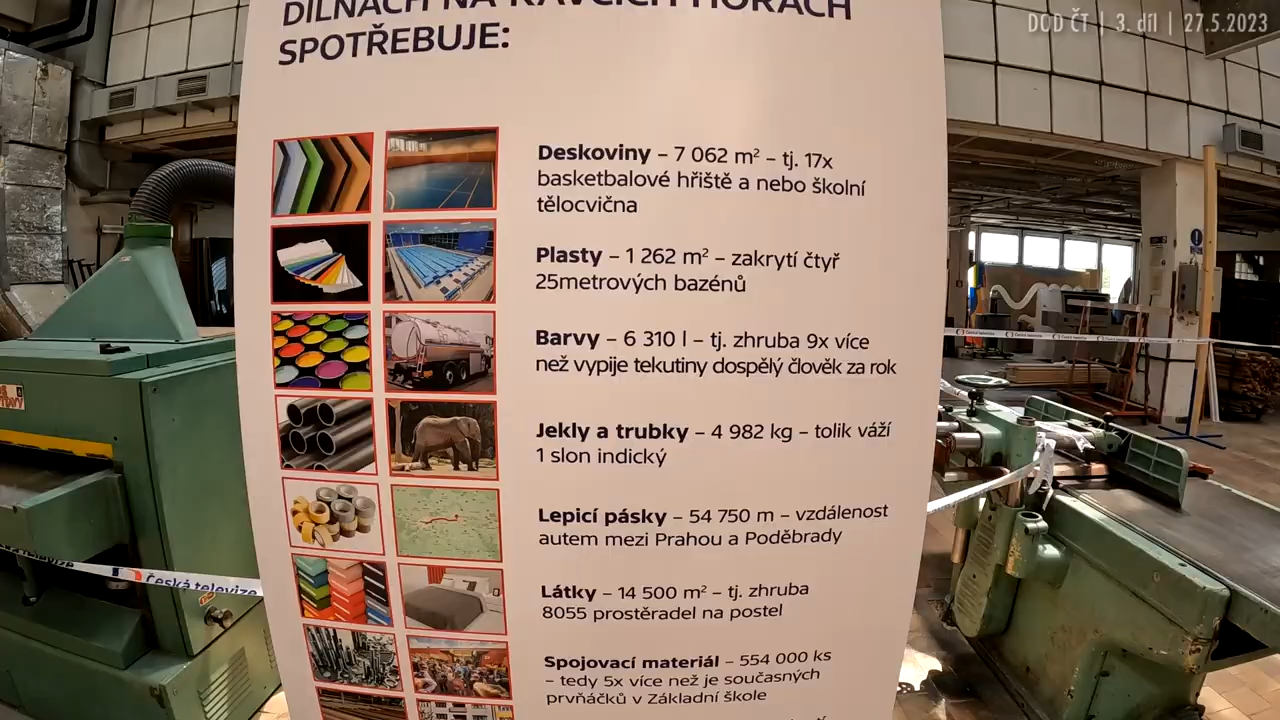 DÍLNÁCH NA KAVČÍCH HORÁCH
SPOTŘEBUJE:
DCD ČT | 3. díl | 27.5.2023
Deskoviny – 7 062 m² – tj. 17x
basketbalové hřiště a nebo školní
tělocvična
Plasty – 1 262 m² – zakrytí čtyř
25metrových bazénů
Barvy – 6 310 l – tj. zhruba 9x více
než vypije tekutiny dospělý člověk za rok
Jekly a trubky – 4 982 kg – tolik váží
1 slon indický
Lepicí pásky – 54 750 m – vzdálenost
autem mezi Prahou a Poděbrady
Látky – 14 500 m² – tj. zhruba
8055 prostěradel na postel
Spojovací materiál – 554 000 ks
– tedy 5x více než je současných
prvňáčků v Základní škole
Česká televize